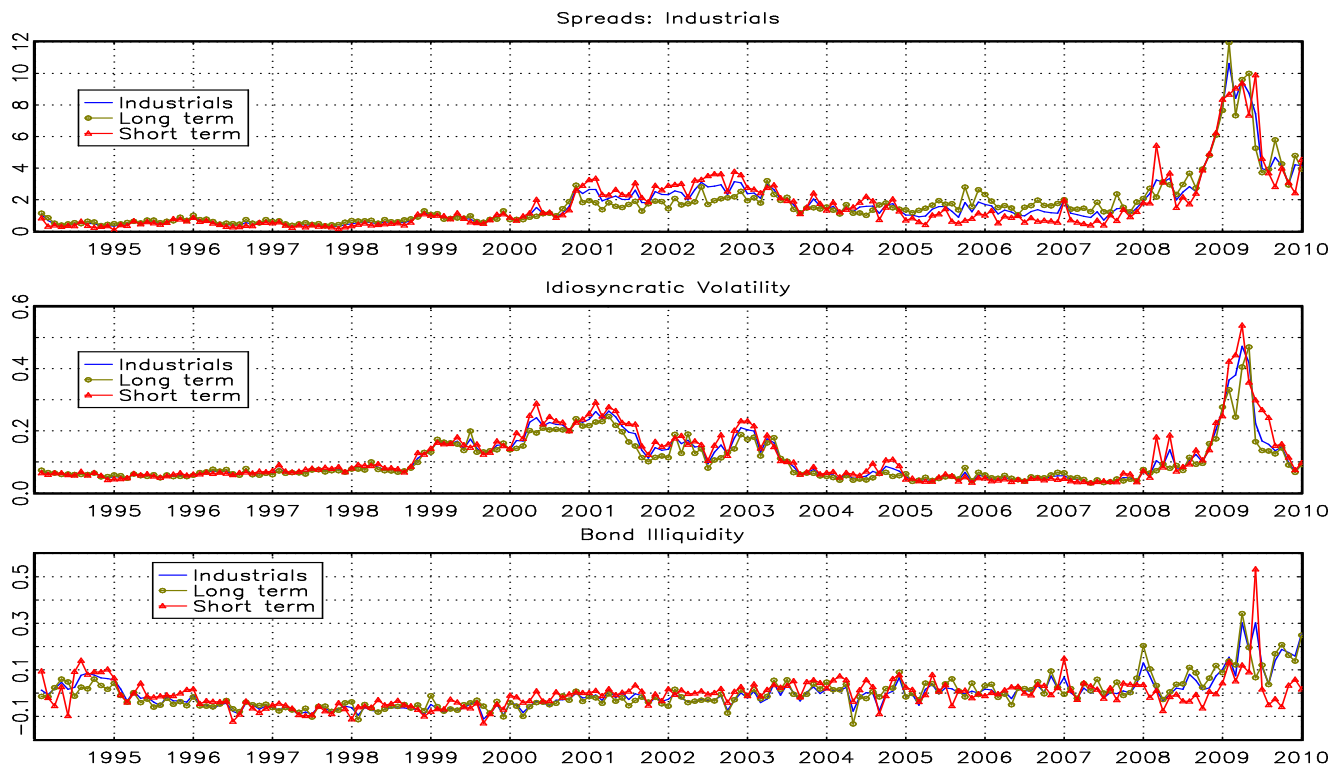 Spreads: Industrials
12
10
8
6
4
2
0
Industrials
Long term
Short term
1995 1996 1997 1998 1999 2000 2001 2002 2003 2004 2005 2006 2007 2008 2009 2010
Idiosyncratic Volatility
0.6
0.4
0.2
0.0
Industrials
Long term
Short term
1995 1996 1997 1998 1999 2000 2001 2002 2003 2004 2005 2006 2007 2008 2009 2010
Bond Illiquidity
0.5
0.3
0.1
-0.1
Industrials
Long term
Short term
1995 1996 1997 1998 1999 2000 2001 2002 2003 2004 2005 2006 2007 2008 2009 2010